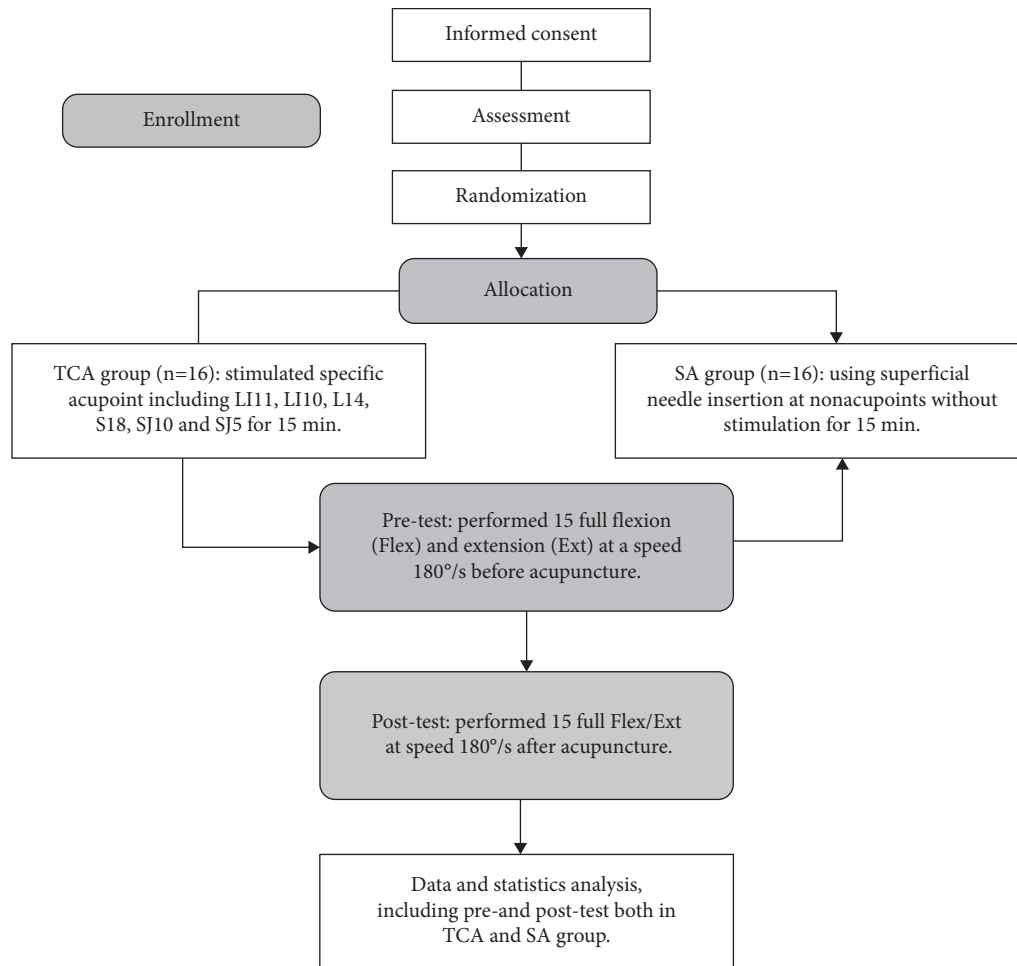 Informed consent
Enrollment
Assessment
Randomization
Allocation
TCA group (n=16): stimulated specific
acupoint including LI11, LI10, L14,
S18, SJ10 and SJ5 for 15 min.
SA group (n=16): using superficial
needle insertion at nonacupoints without
stimulation for 15 min.
Pre-test: performed 15 full flexion
(Flex) and extension (Ext) at a speed
180°/s before acupuncture.
Post-test: performed 15 full Flex/Ext
at speed 180°/s after acupuncture.
Data and statistics analysis,
including pre-and post-test both in
TCA and SA group.